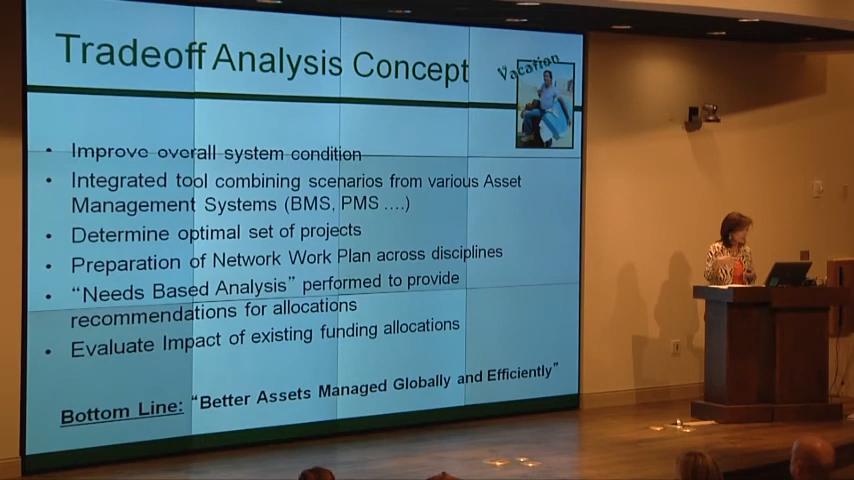 Tradeoff Analysis Concept
Vacation
• Improve overall system condition
• Integrated tool combining scenarios from various Asset
Management Systems (BMS, PMS ....)
• Determine optimal set of projects
• Preparation of Network Work Plan across disciplines
• “Needs Based Analysis” performed to provide
recommendations for allocations
• Evaluate Impact of existing funding allocations
Bottom Line: “Better Assets Managed Globally and Efficiently”